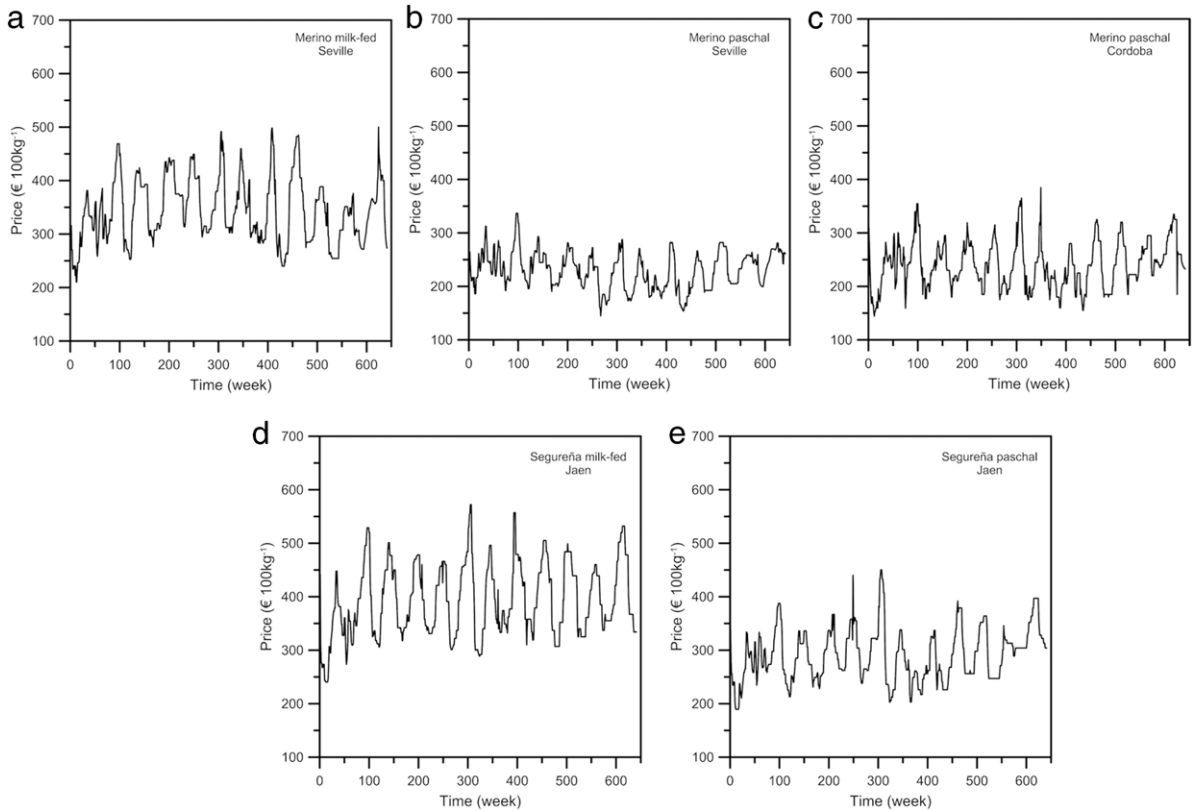 a
Merino milk-fed
Seville
Price (€ 100kg⁻¹)
700
600
500
400
300
200
100
0 100 200 300 400 500 600
Time (week)
b
Merino paschal
Seville
Price (€ 100kg⁻¹)
700
600
500
400
300
200
100
0 100 200 300 400 500 600
Time (week)
c
Merino paschal
Cordoba
Price (€ 100kg⁻¹)
700
600
500
400
300
200
100
0 100 200 300 400 500 600
Time (week)
d
Segureña milk-fed
Jaen
Price (€ 100kg⁻¹)
700
600
500
400
300
200
100
0 100 200 300 400 500 600
Time (week)
e
Segureña paschal
Jaen
Price (€ 100kg⁻¹)
700
600
500
400
300
200
100
0 100 200 300 400 500 600
Time (week)